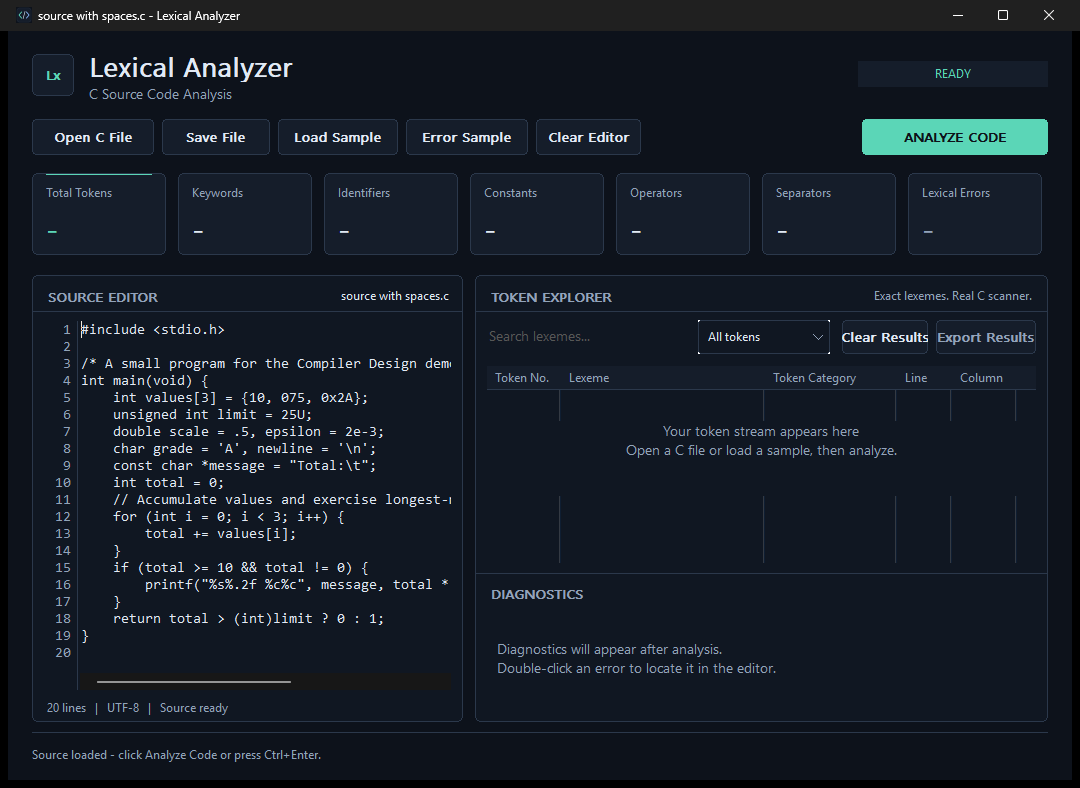 source with spaces.c - Lexical Analyzer
Lx
Lexical Analyzer
C Source Code Analysis
READY
Open C File
Save File
Load Sample
Error Sample
Clear Editor
ANALYZE CODE
Total Tokens
–
Keywords
–
Identifiers
–
Constants
–
Operators
–
Separators
–
Lexical Errors
–
SOURCE EDITOR
source with spaces.c
1 #include <stdio.h>
2
3 /* A small program for the Compiler Design dem
4 int main(void) {
5     int values[3] = {10, 075, 0x2A};
6     unsigned int limit = 25U;
7     double scale = .5, epsilon = 2e-3;
8     char grade = 'A', newline = '\n';
9     const char *message = "Total:\t";
10     int total = 0;
11     // Accumulate values and exercise longest-
12     for (int i = 0; i < 3; i++) {
13         total += values[i];
14     }
15     if (total >= 10 && total != 0) {
16         printf("%s%.2f %c%c", message, total *
17     }
18     return total > (int)limit ? 0 : 1;
19 }
20
20 lines | UTF-8 | Source ready
TOKEN EXPLORER
Exact lexemes. Real C scanner.
Search lexemes...
All tokens
Clear Results
Export Results
Token No.
Lexeme
Token Category
Line
Column
Your token stream appears here
Open a C file or load a sample, then analyze.
DIAGNOSTICS
Diagnostics will appear after analysis.
Double-click an error to locate it in the editor.
Source loaded - click Analyze Code or press Ctrl+Enter.